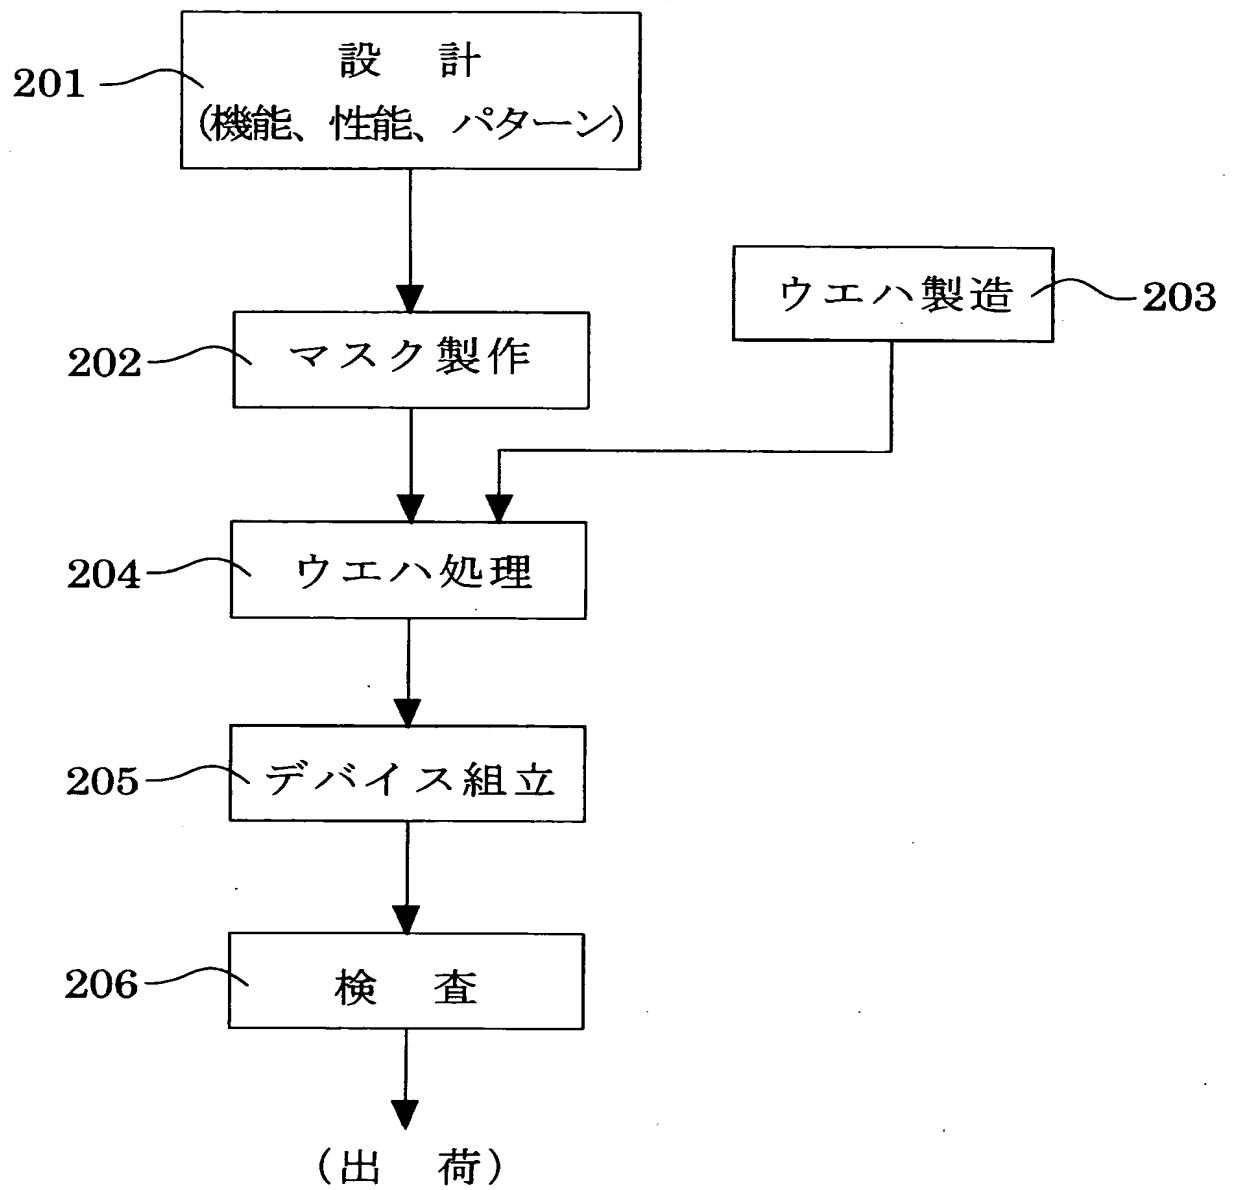 201
設 計
(機能、性能、パターン)
ウエハ製造
203
202
マスク製作
204
ウエハ処理
205
デバイス組立
206
検 査
(出 荷)